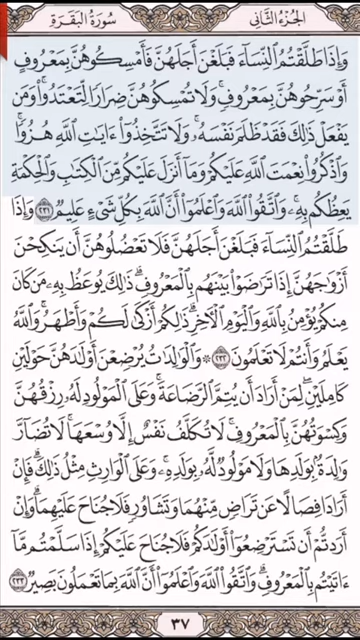 الجزء الثاني
سورة البقرة
وَإِذَا طَلَّقْتُمُ ٱلنِّسَآءَ فَبَلَغْنَ أَجَلَهُنَّ فَأَمْسِكُوهُنَّ بِمَعْرُوفٍ
أَوْ سَرِّحُوهُنَّ بِمَعْرُوفٍۚ وَلَا تُمْسِكُوهُنَّ ضِرَارًا لِّتَعْتَدُوا۟ۚ وَمَن
يَفْعَلْ ذَٰلِكَ فَقَدْ ظَلَمَ نَفْسَهُۥۚ وَلَا تَتَّخِذُوٓا۟ ءَايَٰتِ ٱللَّهِ هُزُوًاۚ
وَٱذْكُرُوا۟ نِعْمَتَ ٱللَّهِ عَلَيْكُمْ وَمَآ أَنزَلَ عَلَيْكُم مِّنَ ٱلْكِتَٰبِ وَٱلْحِكْمَةِ
يَعِظُكُم بِهِۦۚ وَٱتَّقُوا۟ ٱللَّهَ وَٱعْلَمُوٓا۟ أَنَّ ٱللَّهَ بِكُلِّ شَىْءٍ عَلِيمٌ ٢٣١ وَإِذَا
طَلَّقْتُمُ ٱلنِّسَآءَ فَبَلَغْنَ أَجَلَهُنَّ فَلَا تَعْضُلُوهُنَّ أَن يَنكِحْنَ
أَزْوَٰجَهُنَّ إِذَا تَرَٰضَوْا۟ بَيْنَهُم بِٱلْمَعْرُوفِۗ ذَٰلِكَ يُوعَظُ بِهِۦ مَن كَانَ
مِنكُمْ يُؤْمِنُ بِٱللَّهِ وَٱلْيَوْمِ ٱلْءَاخِرِۗ ذَٰلِكُمْ أَزْكَىٰ لَكُمْ وَأَطْهَرُۚ وَٱللَّهُ
يَعْلَمُ وَأَنتُمْ لَا تَعْلَمُونَ ٢٣٢ ۞ وَٱلْوَٰلِدَٰتُ يُرْضِعْنَ أَوْلَٰدَهُنَّ حَوْلَيْنِ
كَامِلَيْنِۖ لِمَنْ أَرَادَ أَن يُتِمَّ ٱلرَّضَاعَةَۚ وَعَلَى ٱلْمَوْلُودِ لَهُۥ رِزْقُهُنَّ
وَكِسْوَتُهُنَّ بِٱلْمَعْرُوفِۚ لَا تُكَلَّفُ نَفْسٌ إِلَّا وُسْعَهَاۚ لَا تُضَآرَّ
وَٰلِدَةٌۢ بِوَلَدِهَا وَلَا مَوْلُودٌ لَّهُۥ بِوَلَدِهِۦۚ وَعَلَى ٱلْوَارِثِ مِثْلُ ذَٰلِكَۗ فَإِنْ
أَرَادَا فِصَالًا عَن تَرَاضٍ مِّنْهُمَا وَتَشَاوُرٍ فَلَا جُنَاحَ عَلَيْهِمَاۗ وَإِنْ
أَرَدتُّمْ أَن تَسْتَرْضِعُوٓا۟ أَوْلَٰدَكُمْ فَلَا جُنَاحَ عَلَيْكُمْ إِذَا سَلَّمْتُم مَّآ
ءَاتَيْتُم بِٱلْمَعْرُوفِۗ وَٱتَّقُوا۟ ٱللَّهَ وَٱعْلَمُوٓا۟ أَنَّ ٱللَّهَ بِمَا تَعْمَلُونَ بَصِيرٌ ٢٣٣
٣٧